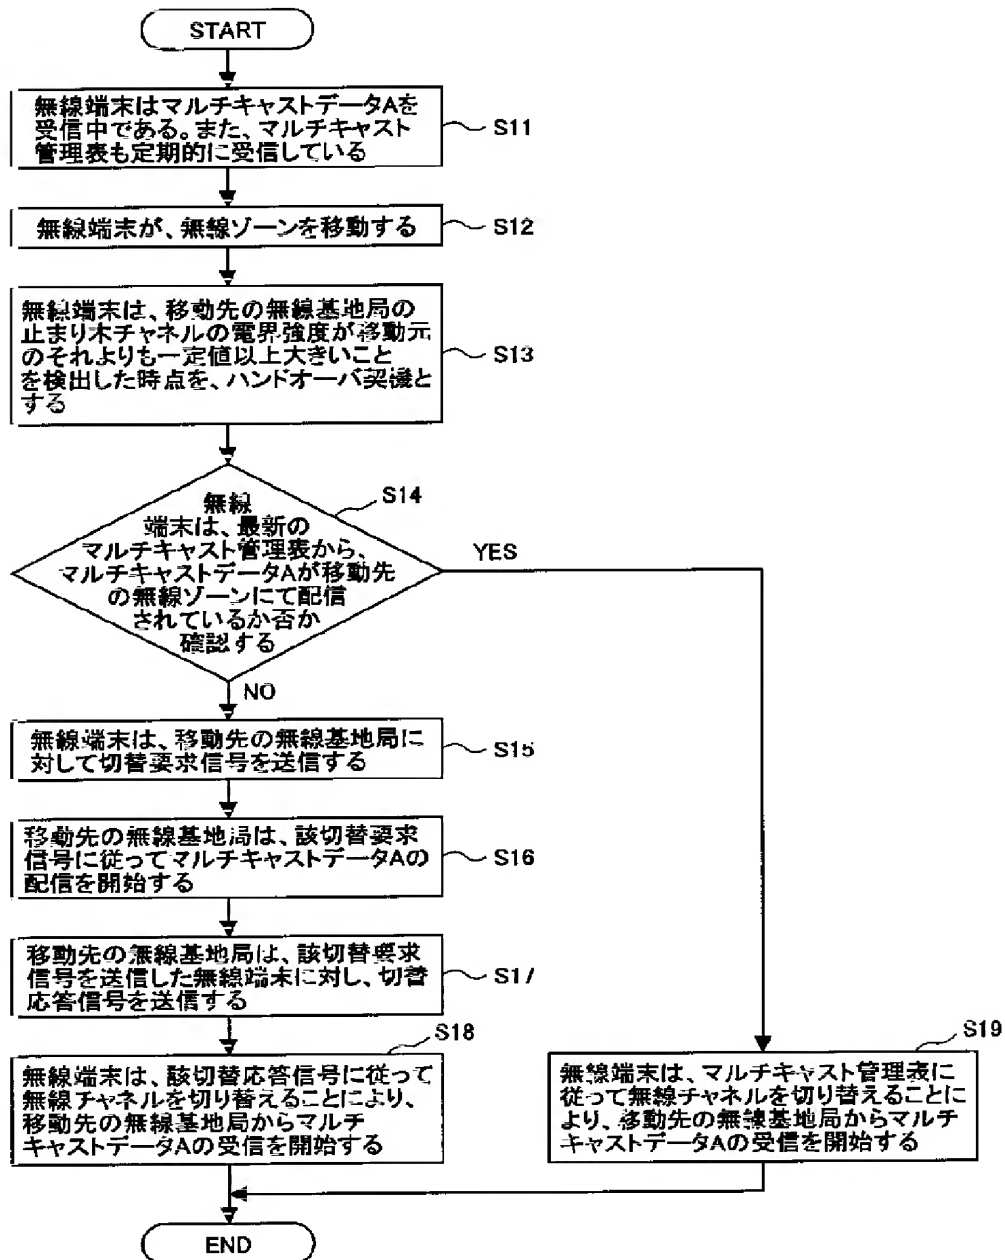 START
無線端末はマルチキャストデータAを
受信中である。また、マルチキャスト
管理表も定期的に受信している
S11
無線端末が、無線ゾーンを移動する
S12
無線端末は、移動先の無線基地局の
止まり木チャネルの電界強度が移動元
のそれよりも一定値以上大きいこと
を検出した時点を、ハンドオーバ契機と
する
S13
S14
無線
端末は、最新の
マルチキャスト管理表から、
マルチキャストデータAが移動先
の無線ゾーンにて配信
されているか否か
確認する
YES
NO
無線端末は、移動先の無線基地局に
対して切替要求信号を送信する
S15
移動先の無線基地局は、該切替要求
信号に従ってマルチキャストデータAの
配信を開始する
S16
移動先の無線基地局は、該切替要求
信号を送信した無線端末に対し、切替
応答信号を送信する
S17
S18
無線端末は、該切替応答信号に従って
無線チャネルを切り替えることにより、
移動先の無線基地局からマルチ
キャストデータAの受信を開始する
S19
無線端末は、マルチキャスト管理表に
従って無線チャネルを切り替えることに
より、移動先の無線基地局からマルチ
キャストデータAの受信を開始する
END